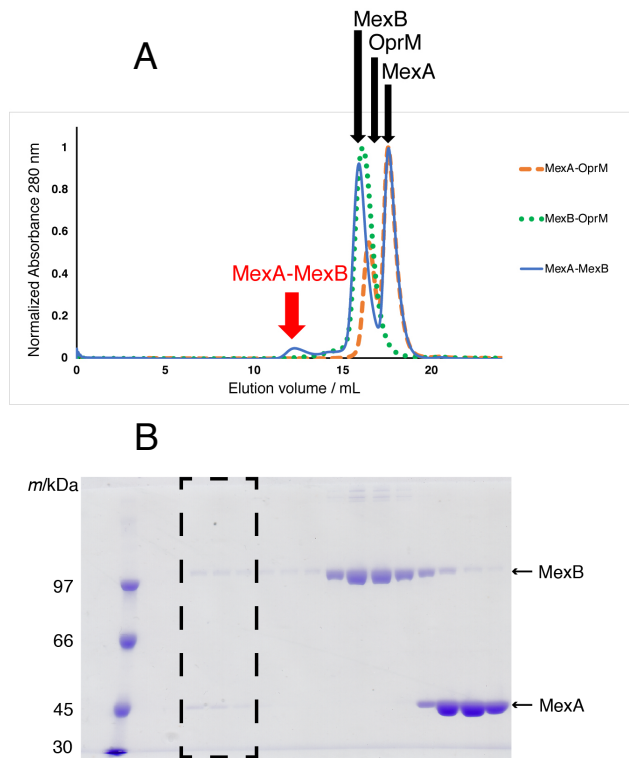 A
MexB
OprM
MexA
Normalized Absorbance 280 nm
1
0.8
0.6
0.4
0.2
0
MexA-MexB
0 5 10 15 20
Elution volume / mL
MexA-OprM
MexB-OprM
MexA-MexB
B
m/kDa
97
66
45
30
MexB
MexA